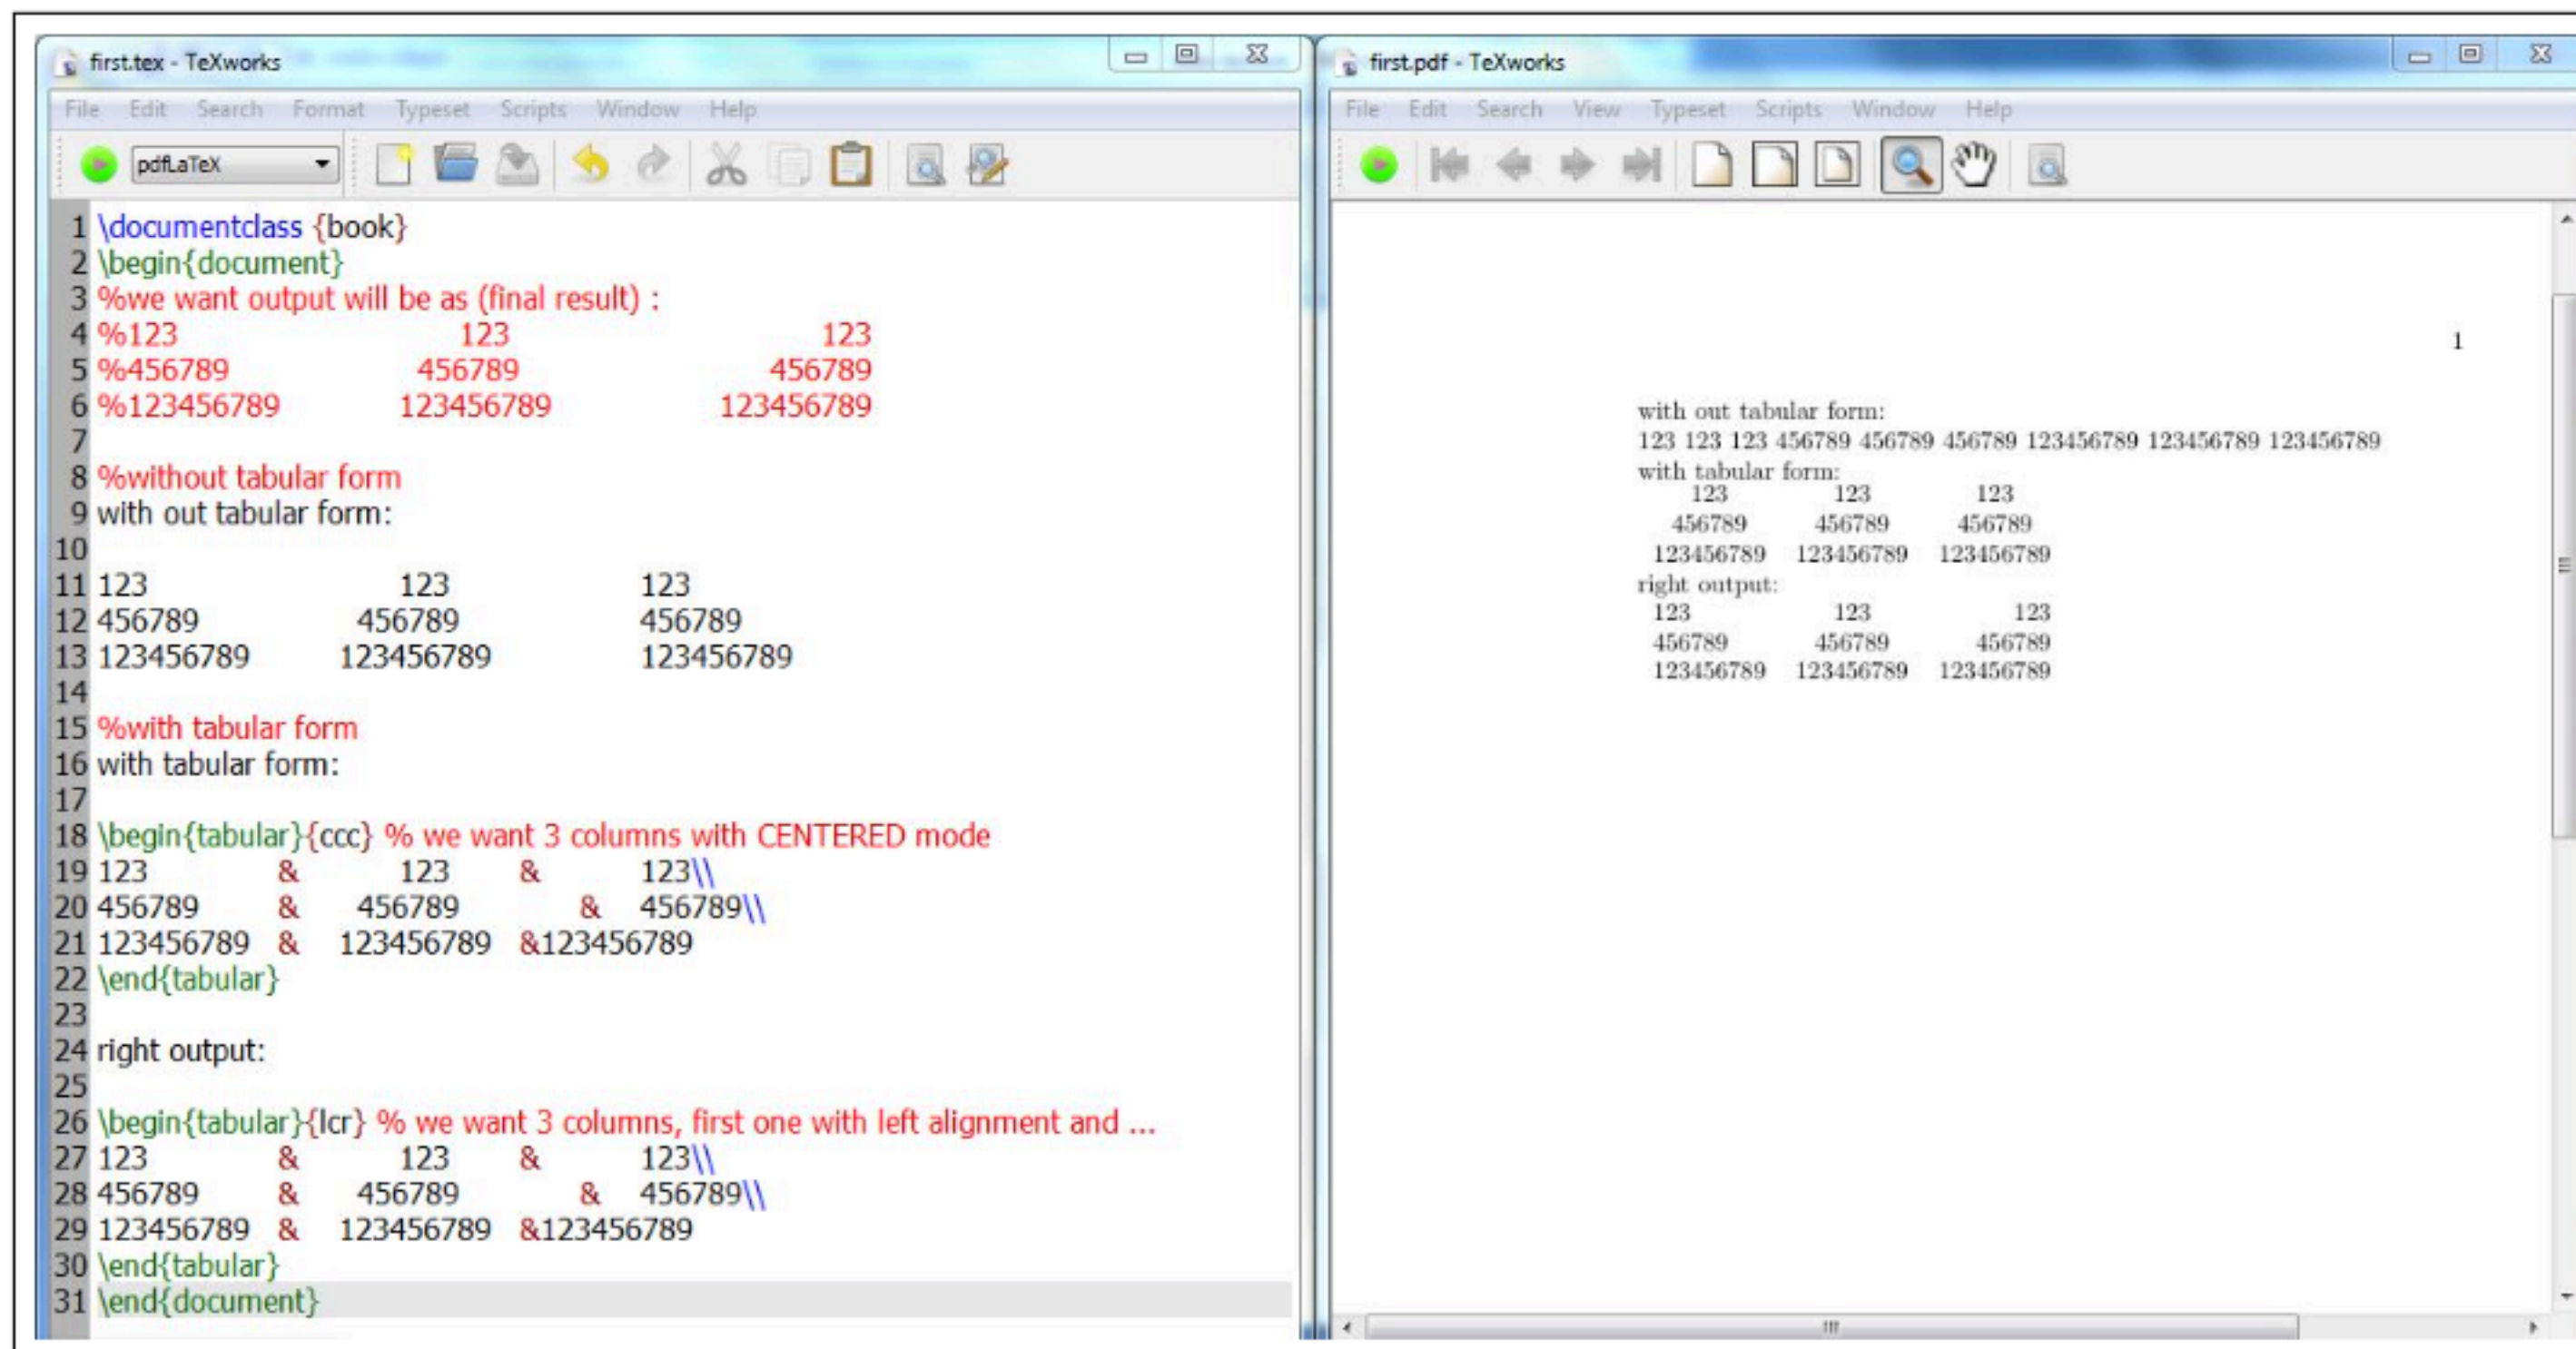 first.tex - TeXworks
File Edit Search Format Typeset Scripts Window Help
pdfLaTeX
1 \documentclass {book}
2 \begin{document}
3 %we want output will be as (final result) :
4 %123 123 123
5 %456789 456789 456789
6 %123456789 123456789 123456789
7
8 %without tabular form
9 with out tabular form:
10
11 123 123 123
12 456789 456789 456789
13 123456789 123456789 123456789
14
15 %with tabular form
16 with tabular form:
17
18 \begin{tabular}{ccc} % we want 3 columns with CENTERED mode
19 123 & 123 & 123\\
20 456789 & 456789 & 456789\\
21 123456789 & 123456789 &123456789
22 \end{tabular}
23
24 right output:
25
26 \begin{tabular}{lcr} % we want 3 columns, first one with left alignment and ...
27 123 & 123 & 123\\
28 456789 & 456789 & 456789\\
29 123456789 & 123456789 &123456789
30 \end{tabular}
31 \end{document}
first.pdf - TeXworks
File Edit Search View Typeset Scripts Window Help
1
with out tabular form:
123 123 123 456789 456789 456789 123456789 123456789 123456789
with tabular form:
123 123 123
456789 456789 456789
123456789 123456789 123456789
right output:
123 123 123
456789 456789 456789
123456789 123456789 123456789